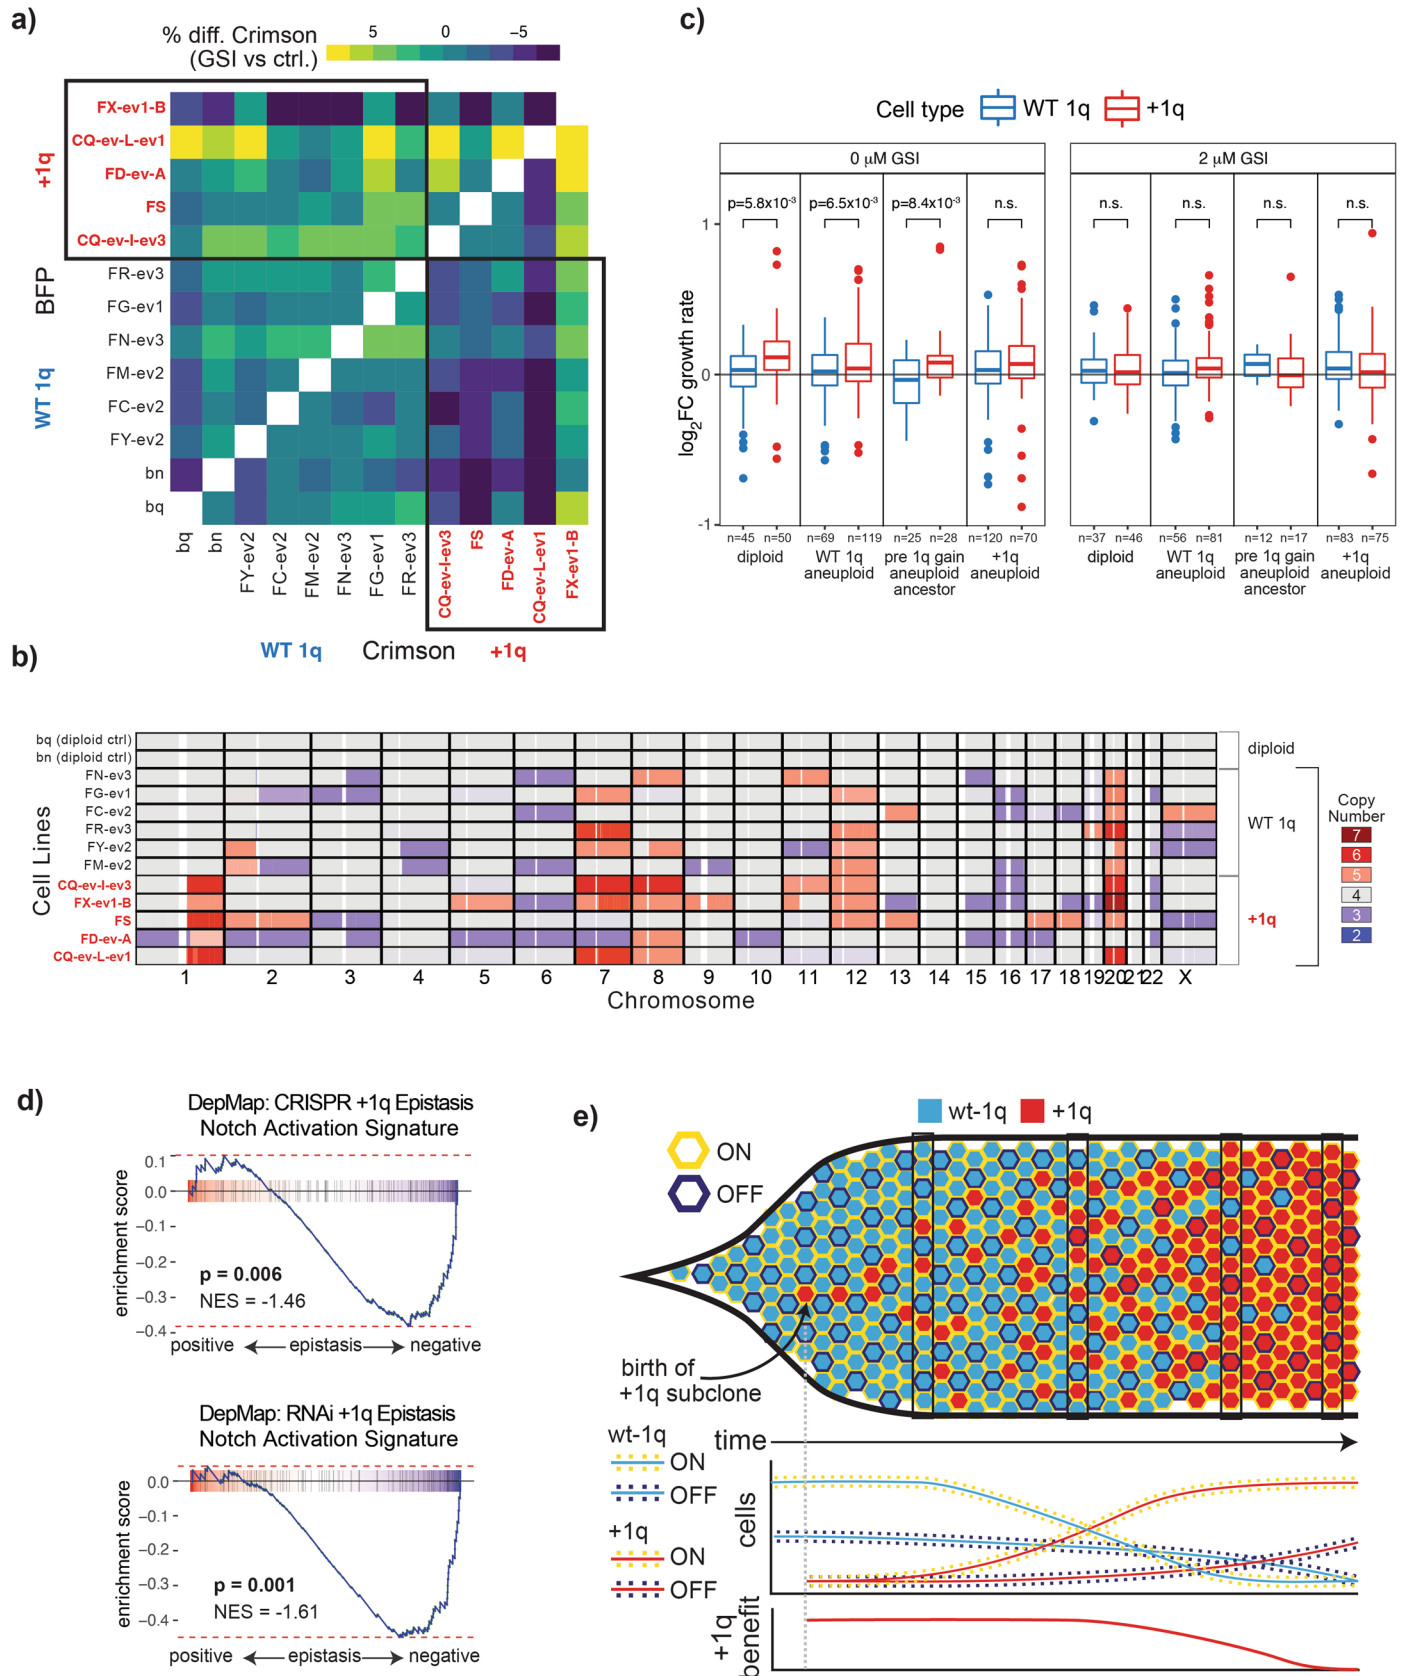 a)
% diff. Crimson
(GSI vs ctrl.)
5 0 −5
+1q
BFP
WT 1q
FX-ev1-B
CQ-ev-L-ev1
FD-ev-A
FS
CQ-ev-I-ev3
FR-ev3
FG-ev1
FN-ev3
FM-ev2
FC-ev2
FY-ev2
bn
bq
bq bn FY-ev2 FC-ev2 FM-ev2 FN-ev3 FG-ev1 FR-ev3 CQ-ev-I-ev3 FS FD-ev-A CQ-ev-L-ev1 FX-ev1-B
WT 1q Crimson +1q
c)
Cell type WT 1q +1q
0 μM GSI 2 μM GSI
p=5.8x10⁻³ p=6.5x10⁻³ p=8.4x10⁻³ n.s. n.s. n.s. n.s. n.s.
log₂FC growth rate
1
0
-1
n=45 n=50 n=69 n=119 n=25 n=28 n=120 n=70 n=37 n=46 n=56 n=81 n=12 n=17 n=83 n=75
diploid WT 1q pre 1q gain +1q diploid WT 1q pre 1q gain +1q
aneuploid aneuploid aneuploid aneuploid aneuploid aneuploid
ancestor ancestor
b)
Cell Lines
bq (diploid ctrl)
bn (diploid ctrl)
FN-ev3
FG-ev1
FC-ev2
FR-ev3
FY-ev2
FM-ev2
CQ-ev-I-ev3
FX-ev1-B
FS
FD-ev-A
CQ-ev-L-ev1
diploid
WT 1q
+1q
Copy
Number
7
6
5
4
3
2
1 2 3 4 5 6 7 8 9 10 11 12 13 14 15 16 17 18 19 20 21 22 X
Chromosome
d)
DepMap: CRISPR +1q Epistasis
Notch Activation Signature
enrichment score
0.1
0.0
−0.1
−0.2
−0.3
−0.4
p = 0.006
NES = -1.46
positive epistasis negative
DepMap: RNAi +1q Epistasis
Notch Activation Signature
enrichment score
0.0
−0.1
−0.2
−0.3
−0.4
p = 0.001
NES = -1.61
positive epistasis negative
e)
wt-1q +1q
ON
OFF
birth of
+1q subclone
time
wt-1q
ON
OFF
+1q
ON
OFF
cells
+1q
benefit